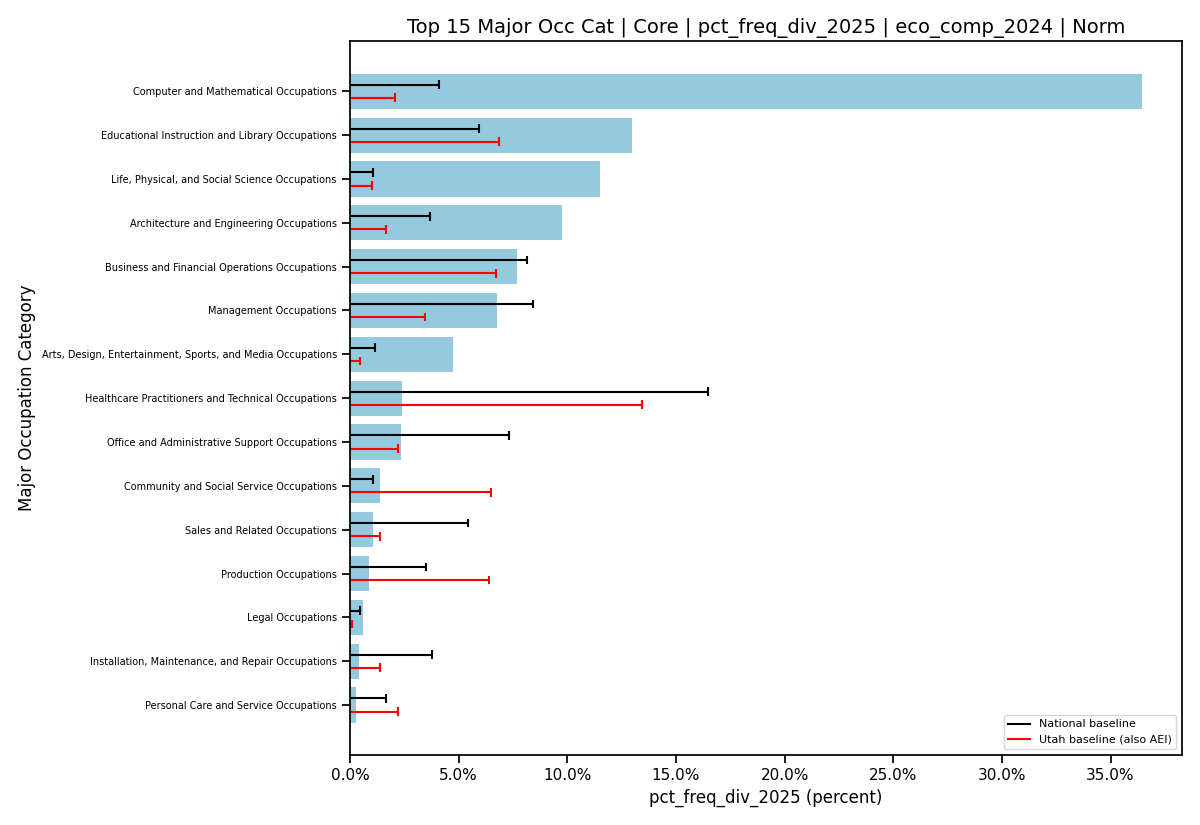 Top 15 Major Occ Cat | Core | pct_freq_div_2025 | eco_comp_2024 | Norm
Major Occupation Category
Computer and Mathematical Occupations
Educational Instruction and Library Occupations
Life, Physical, and Social Science Occupations
Architecture and Engineering Occupations
Business and Financial Operations Occupations
Management Occupations
Arts, Design, Entertainment, Sports, and Media Occupations
Healthcare Practitioners and Technical Occupations
Office and Administrative Support Occupations
Community and Social Service Occupations
Sales and Related Occupations
Production Occupations
Legal Occupations
Installation, Maintenance, and Repair Occupations
Personal Care and Service Occupations
National baseline
Utah baseline (also AEI)
0.0% 5.0% 10.0% 15.0% 20.0% 25.0% 30.0% 35.0%
pct_freq_div_2025 (percent)